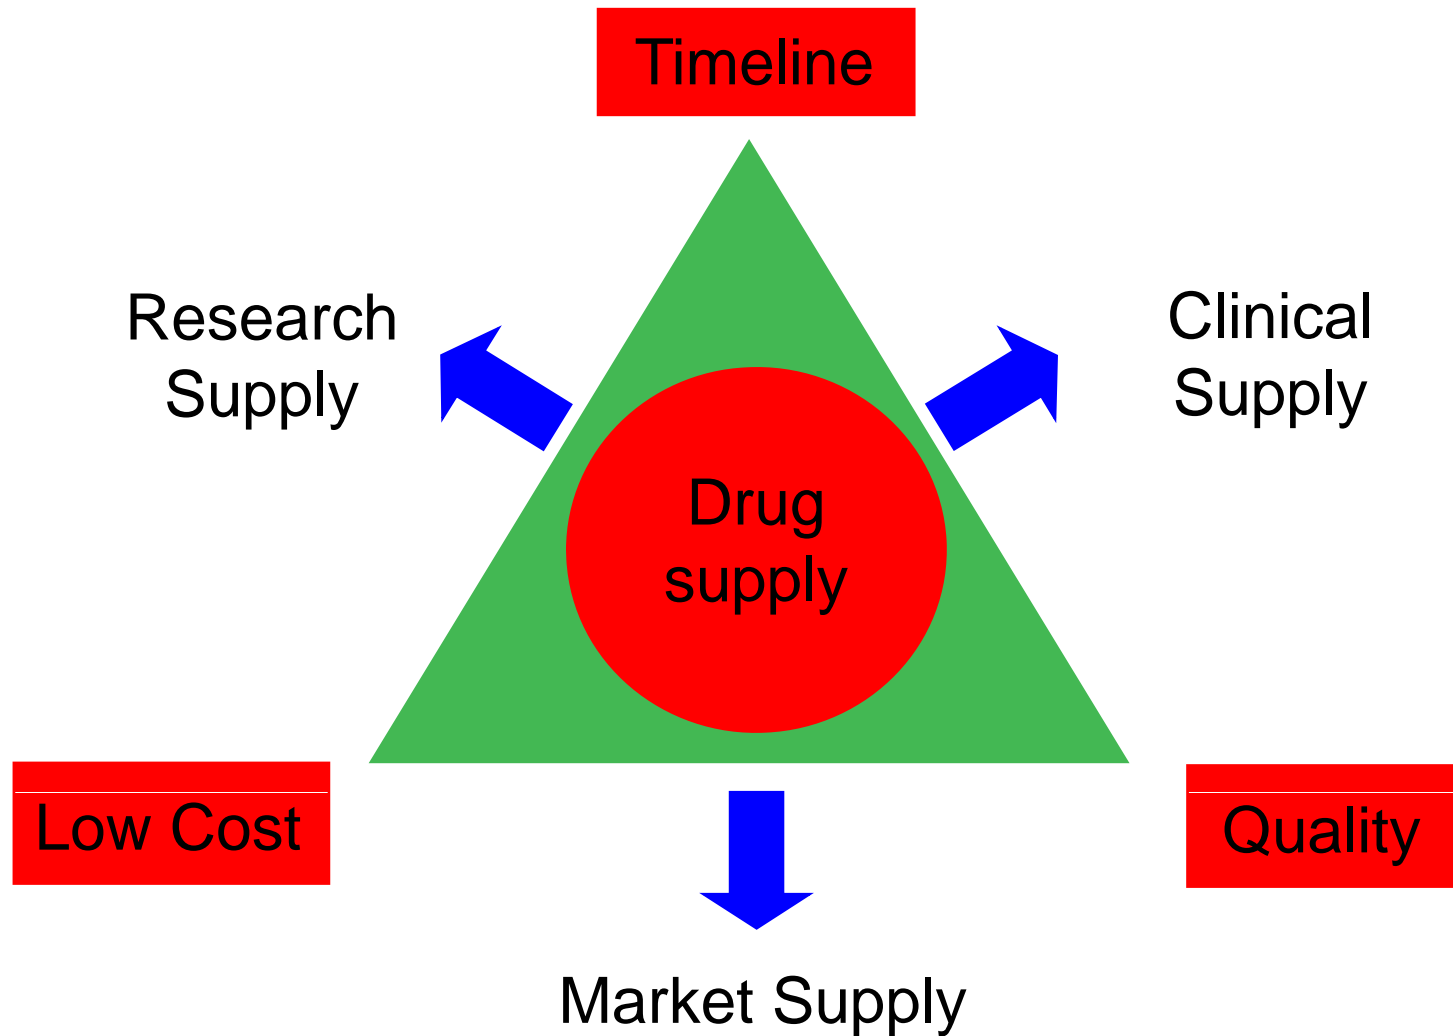 Timeline
Research
Supply
Clinical
Supply
Drug
supply
Low Cost
Quality
Market Supply